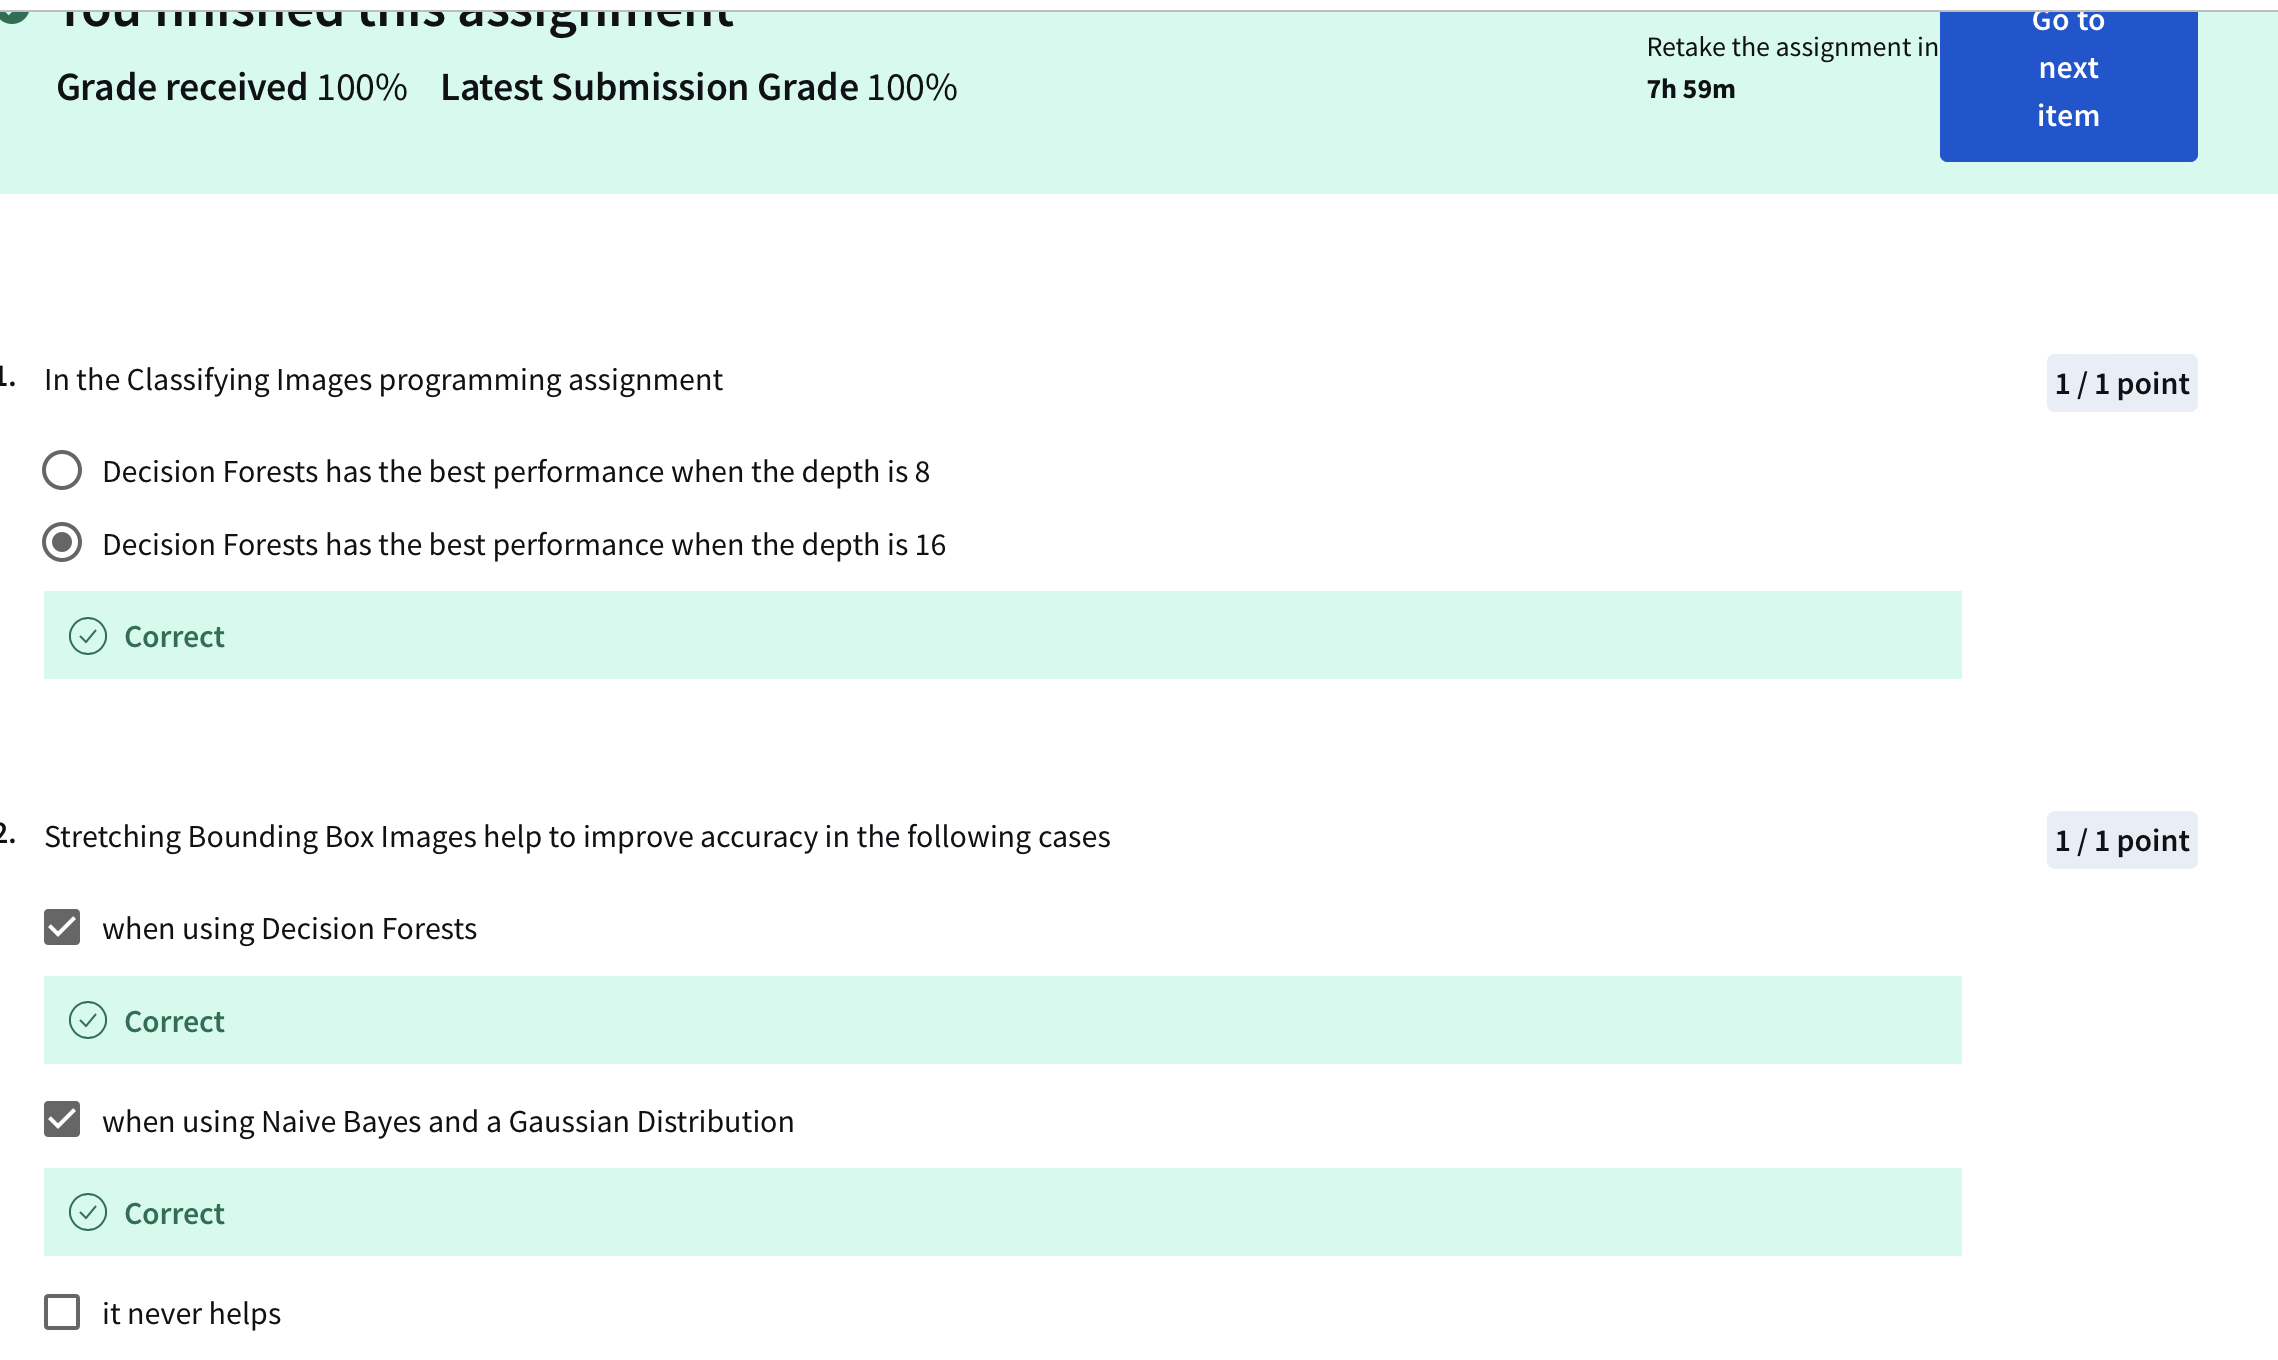 You finished this assignment
Grade received 100% Latest Submission Grade 100%
Retake the assignment in
7h 59m
Go to
next
item
1. In the Classifying Images programming assignment
1 / 1 point
Decision Forests has the best performance when the depth is 8
Decision Forests has the best performance when the depth is 16
Correct
2. Stretching Bounding Box Images help to improve accuracy in the following cases
1 / 1 point
when using Decision Forests
Correct
when using Naive Bayes and a Gaussian Distribution
Correct
it never helps